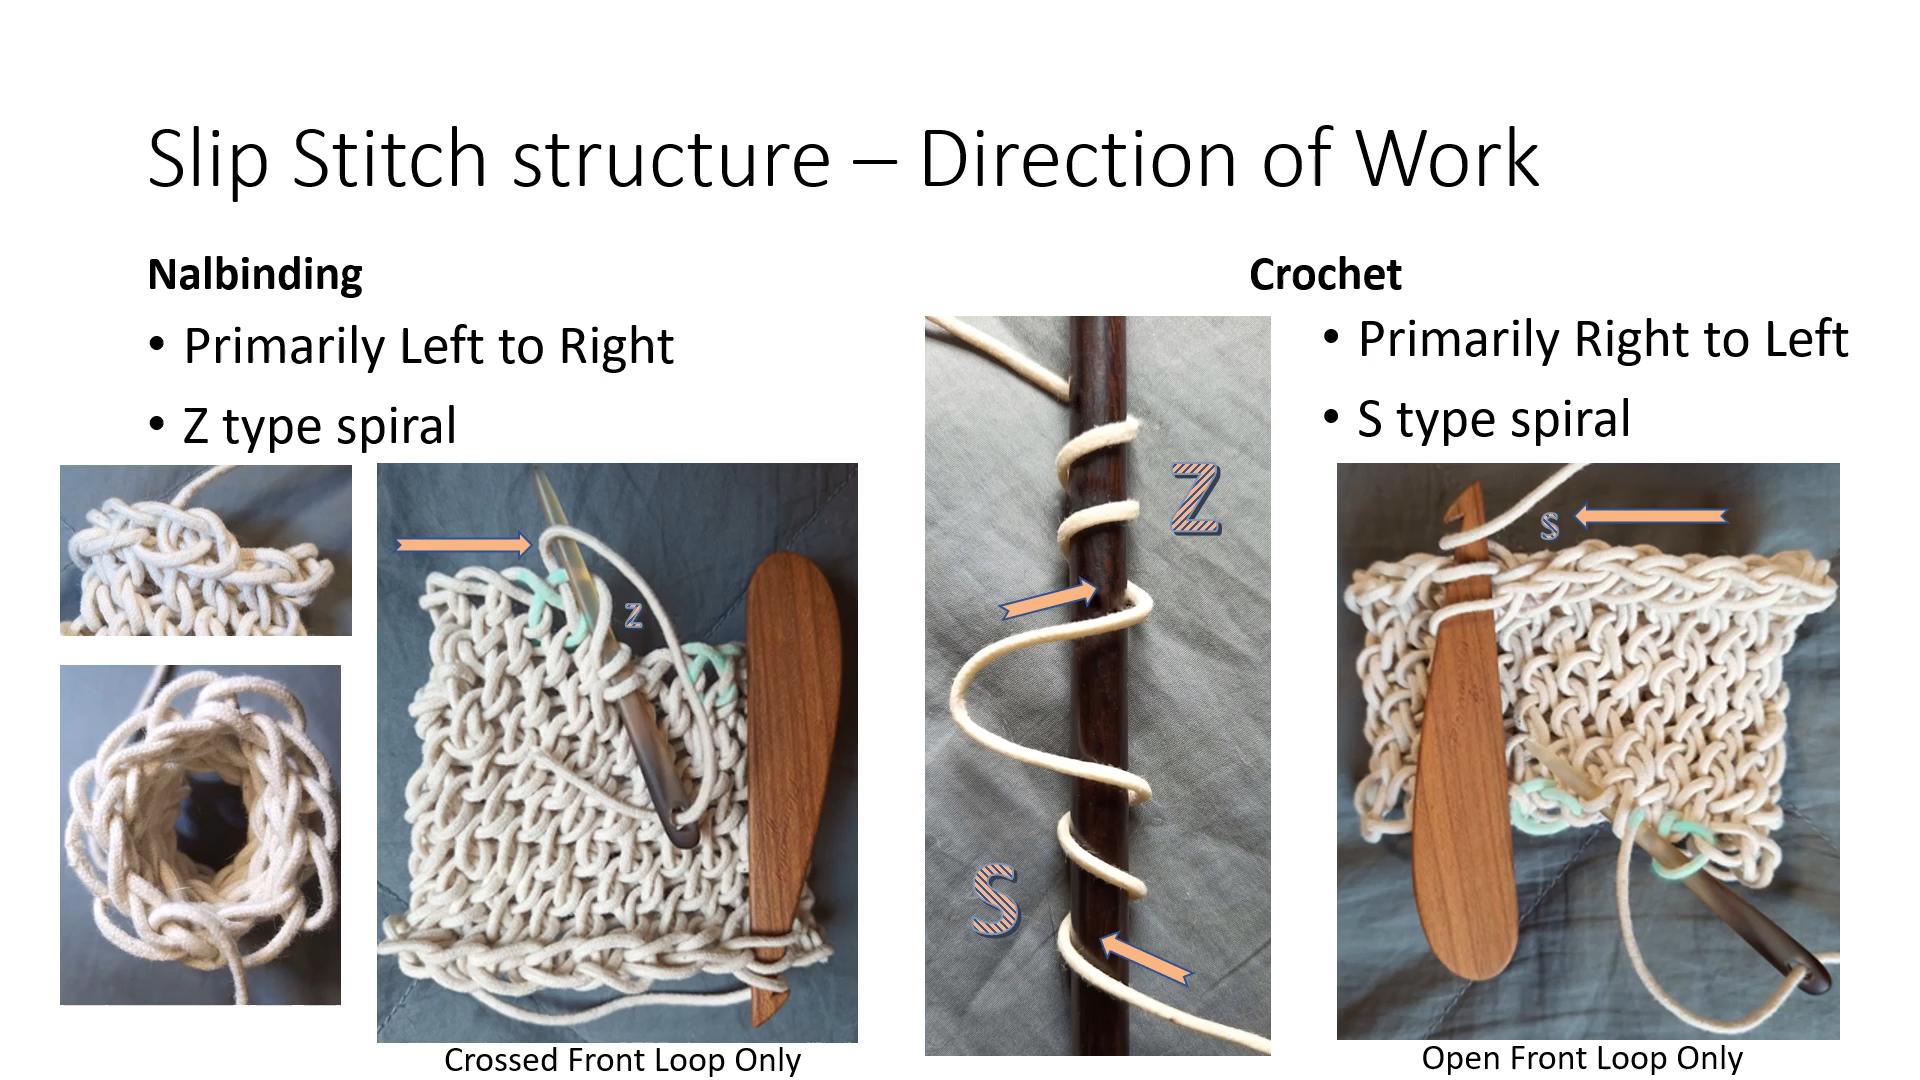 Slip Stitch structure – Direction of Work
Nalbinding
• Primarily Left to Right
• Z type spiral
Z
Crossed Front Loop Only
Z
S
Crochet
• Primarily Right to Left
• S type spiral
S
Open Front Loop Only